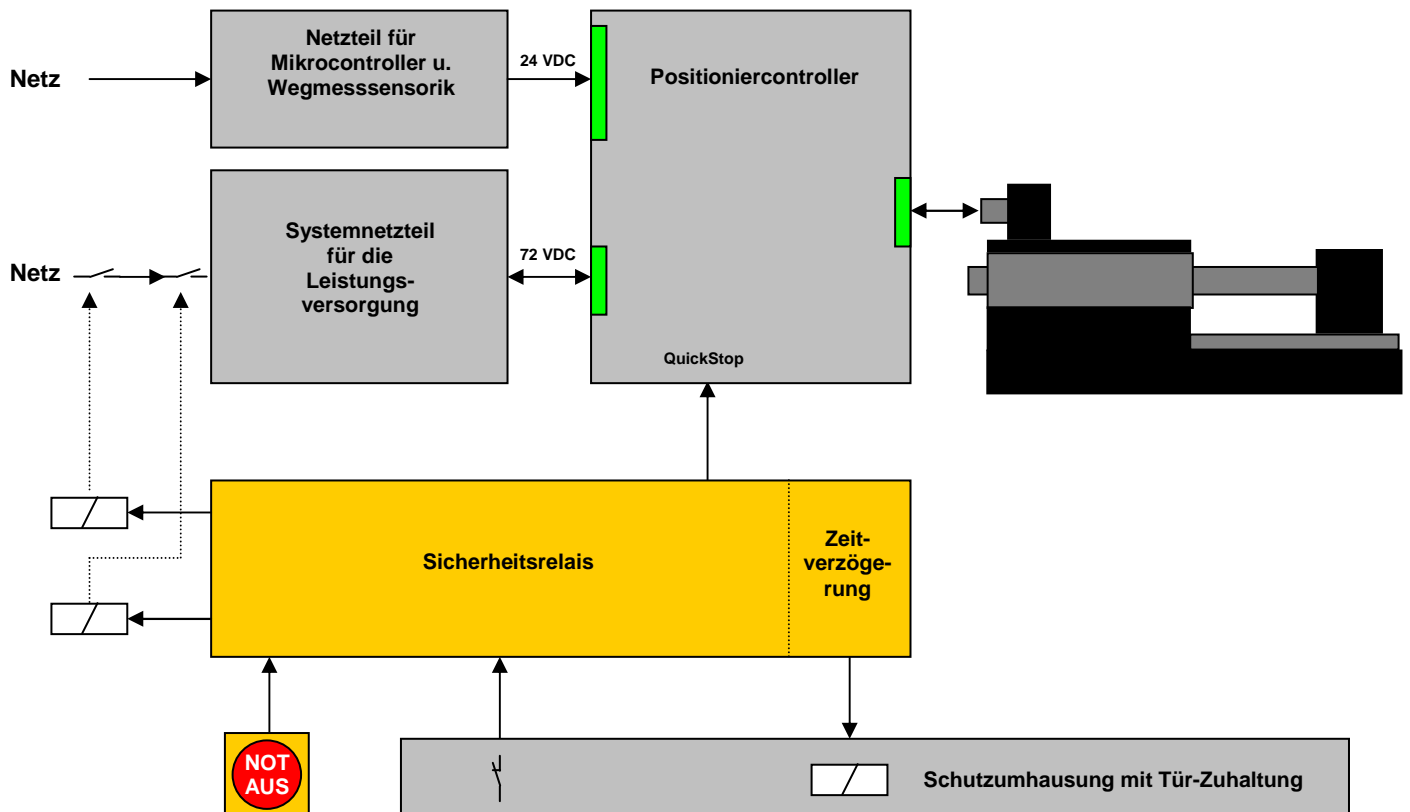 Netz
Netzteil für
Mikrocontroller u.
Wegmesssensorik
24 VDC
Positioniercontroller
Netz
Systemnetzteil
für die
Leistungs-
versorgung
72 VDC
QuickStop
Sicherheitsrelais
Zeit-
verzöge-
rung
NOT
AUS
Schutzumhausung mit Tür-Zuhaltung